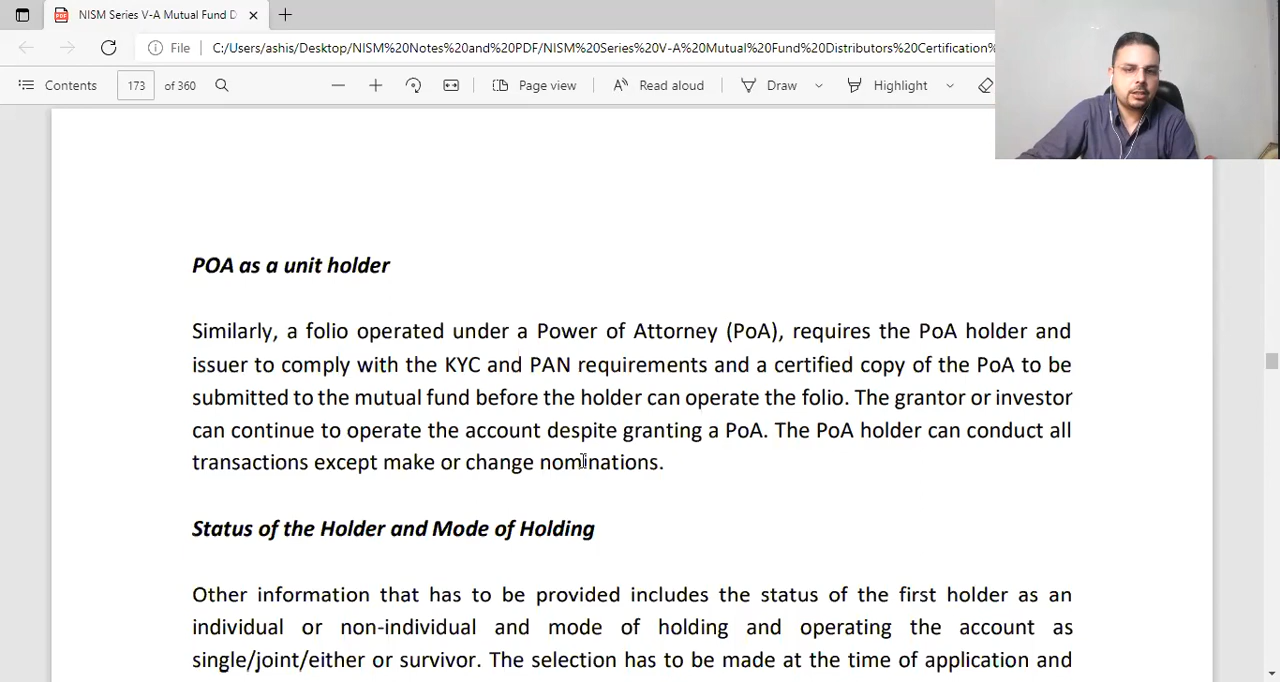 NISM Series V-A Mutual Fund D
File C:/Users/ashis/Desktop/NISM%20Notes%20and%20PDF/NISM%20Series%20V-A%20Mutual%20Fund%20Distributors%20Certification%
Contents 173 of 360 Page view Read aloud Draw Highlight
POA as a unit holder
Similarly, a folio operated under a Power of Attorney (PoA), requires the PoA holder and
issuer to comply with the KYC and PAN requirements and a certified copy of the PoA to be
submitted to the mutual fund before the holder can operate the folio. The grantor or investor
can continue to operate the account despite granting a PoA. The PoA holder can conduct all
transactions except make or change nominations.
Status of the Holder and Mode of Holding
Other information that has to be provided includes the status of the first holder as an
individual or non-individual and mode of holding and operating the account as
single/joint/either or survivor. The selection has to be made at the time of application and